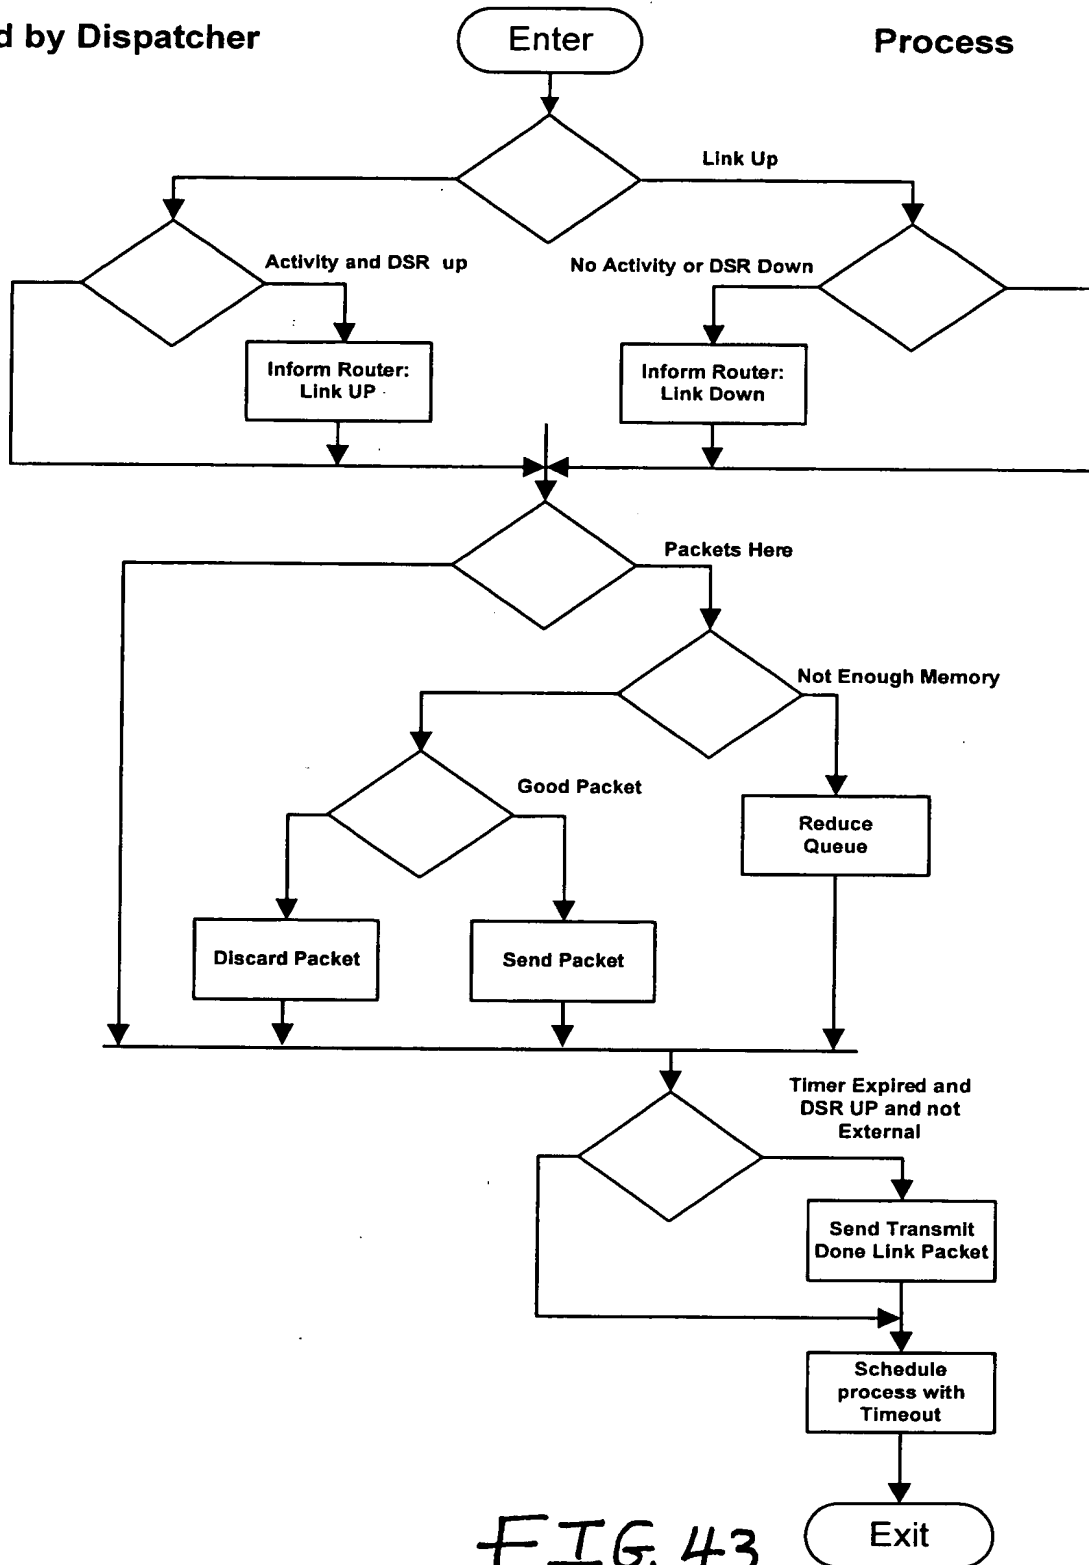 d by Dispatcher
Enter
Process
Link Up
Activity and DSR up
No Activity or DSR Down
Inform Router:
Link UP
Inform Router:
Link Down
Packets Here
Not Enough Memory
Good Packet
Reduce
Queue
Discard Packet
Send Packet
Timer Expired and
DSR UP and not
External
Send Transmit
Done Link Packet
Schedule
process with
Timeout
Exit
FIG. 43